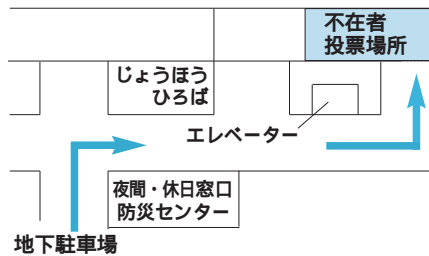 不在者
投票場所
じょうほう
ひろば
エレベーター
夜間・休日窓口
防災センター
地下駐車場